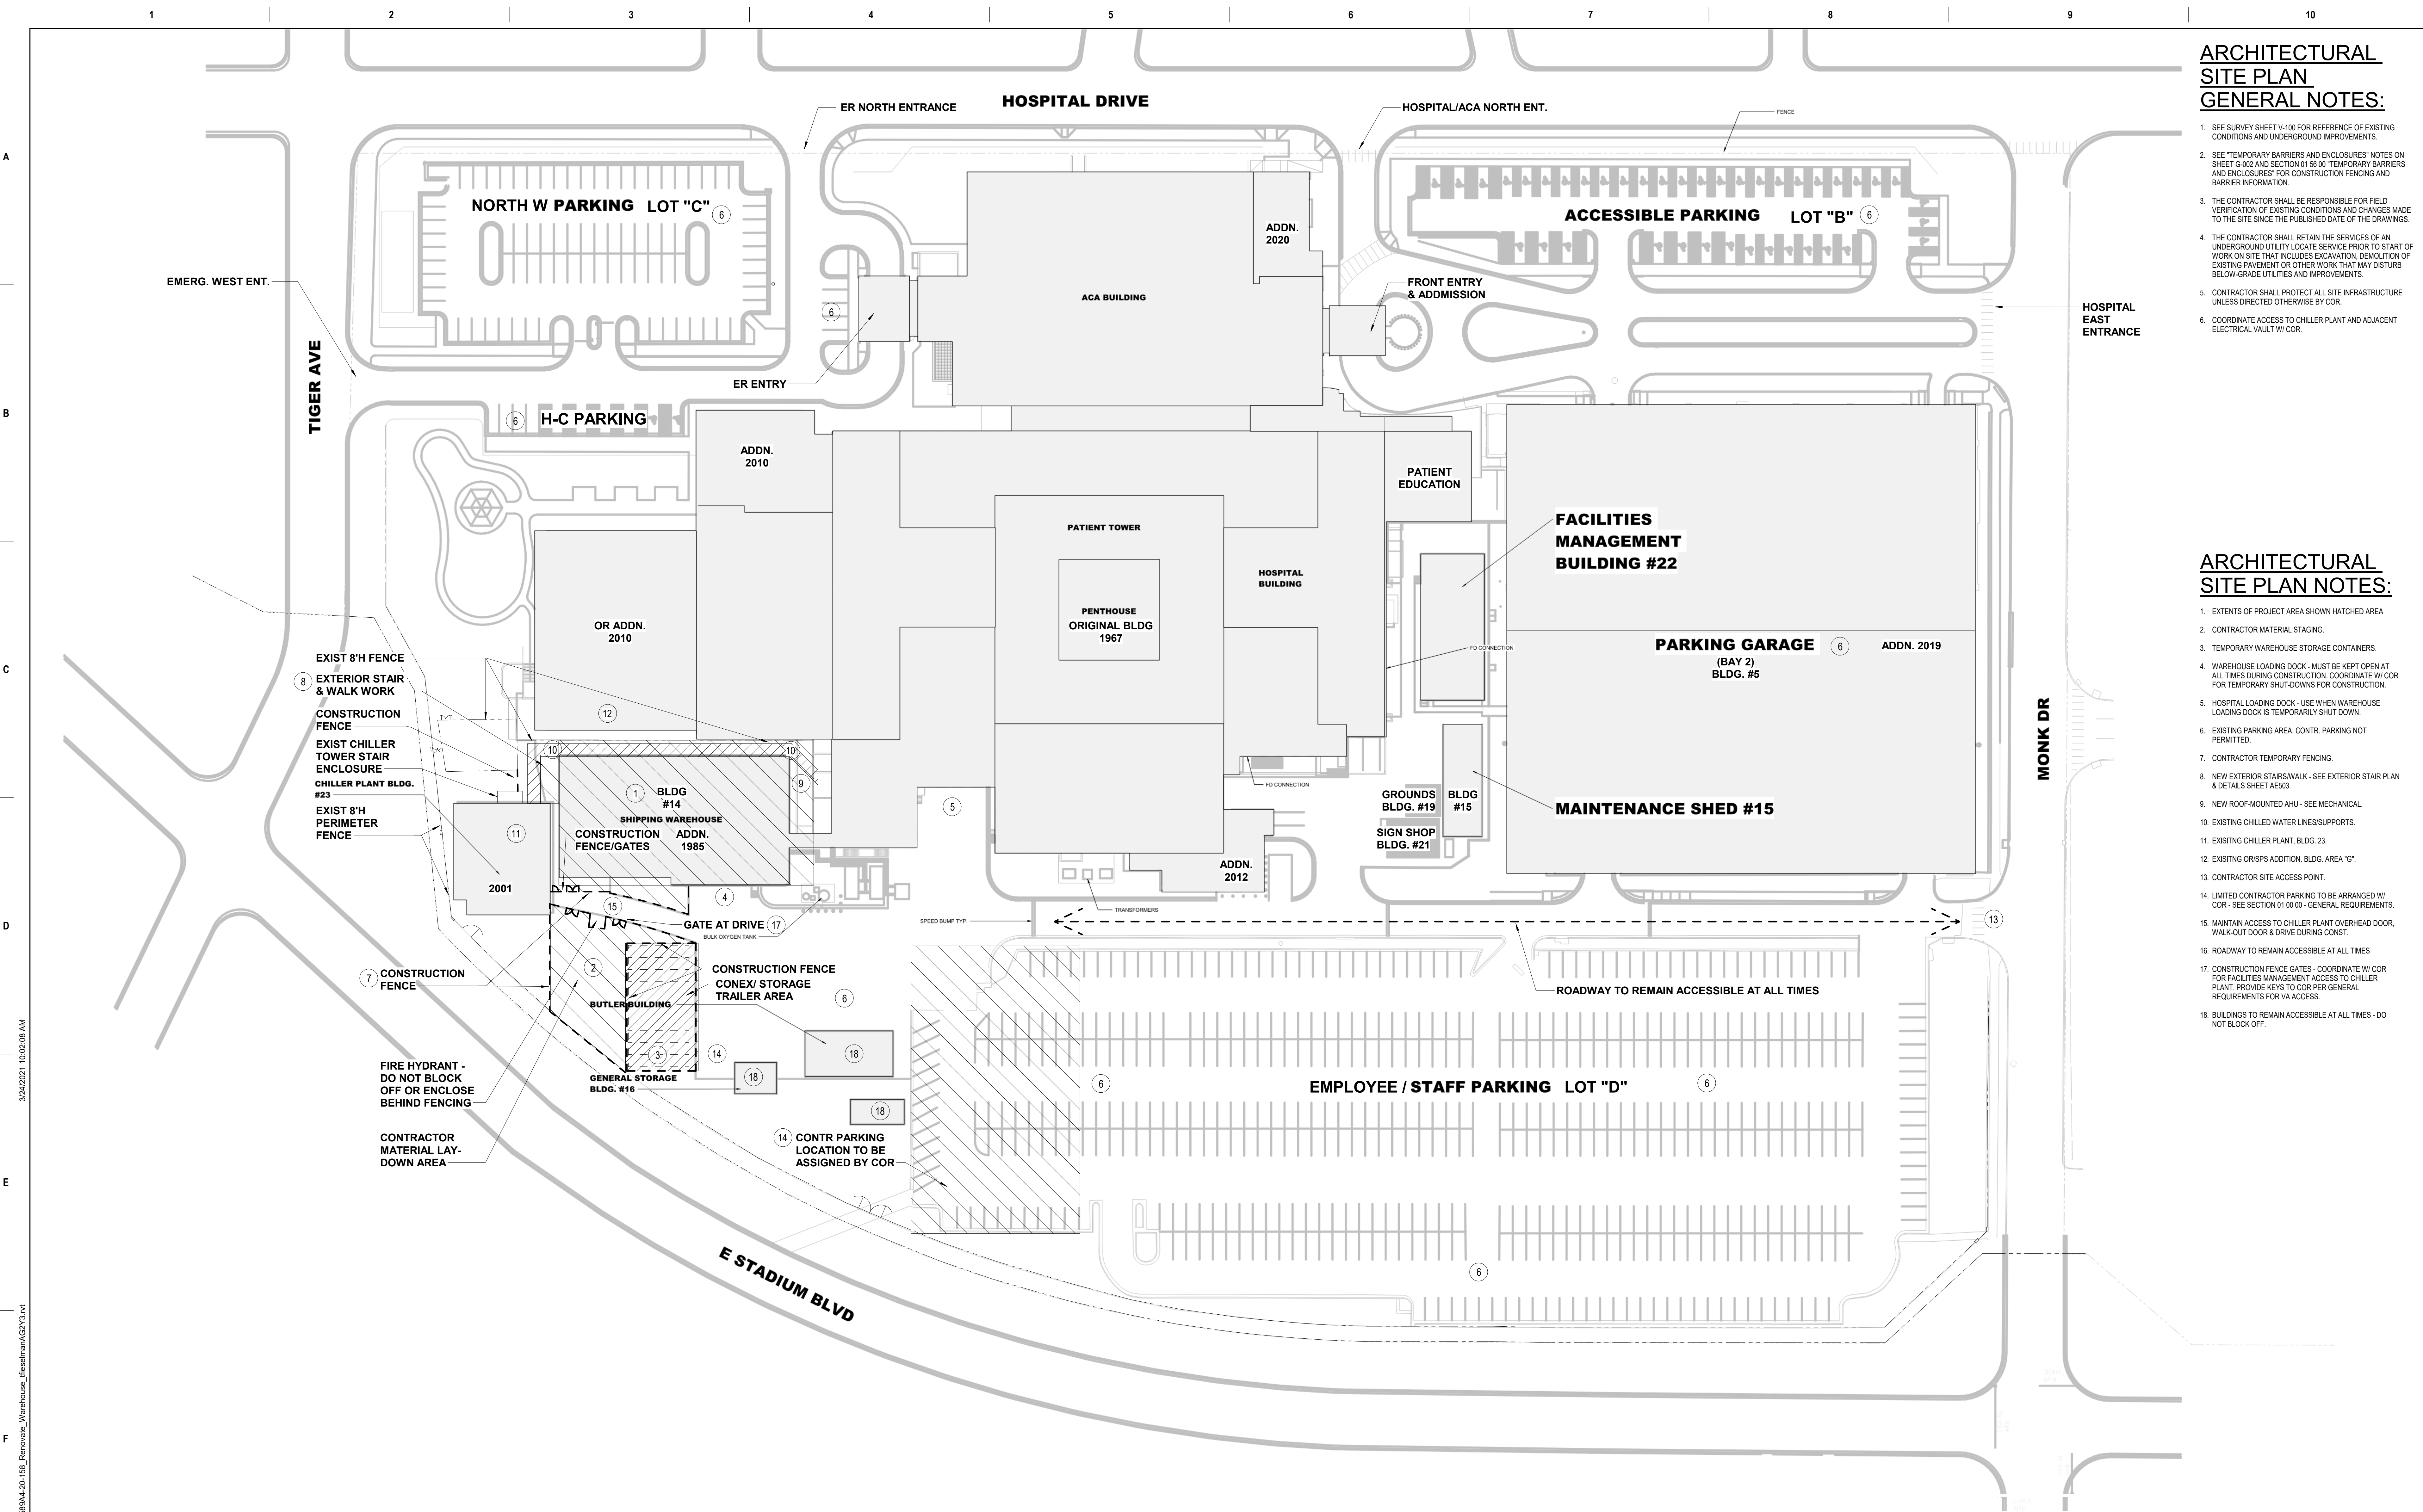 1 2 3 4 5 6 7 8 9 10
A
B
C
D
E
F
ARCHITECTURAL
SITE PLAN
GENERAL NOTES:
1. SEE SURVEY SHEET V-100 FOR REFERENCE OF EXISTING
CONDITIONS AND UNDERGROUND IMPROVEMENTS.
2. SEE "TEMPORARY BARRIERS AND ENCLOSURES" NOTES ON
SHEET G-002 AND SECTION 01 56 00 "TEMPORARY BARRIERS
AND ENCLOSURES" FOR CONSTRUCTION FENCING AND
BARRIER INFORMATION.
3. THE CONTRACTOR SHALL BE RESPONSIBLE FOR FIELD
VERIFICATION OF EXISTING CONDITIONS AND CHANGES MADE
TO THE SITE SINCE THE PUBLISHED DATE OF THE DRAWINGS.
4. THE CONTRACTOR SHALL RETAIN THE SERVICES OF AN
UNDERGROUND UTILITY LOCATE SERVICE PRIOR TO START OF
WORK ON SITE THAT INCLUDES EXCAVATION, DEMOLITION OF
EXISTING PAVEMENT OR OTHER WORK THAT MAY DISTURB
BELOW-GRADE UTILITIES AND IMPROVEMENTS.
5. CONTRACTOR SHALL PROTECT ALL SITE INFRASTRUCTURE
UNLESS DIRECTED OTHERWISE BY COR.
6. COORDINATE ACCESS TO CHILLER PLANT AND ADJACENT
ELECTRICAL VAULT W/ COR.
ARCHITECTURAL
SITE PLAN NOTES:
1. EXTENTS OF PROJECT AREA SHOWN HATCHED AREA
2. CONTRACTOR MATERIAL STAGING.
3. TEMPORARY WAREHOUSE STORAGE CONTAINERS.
4. WAREHOUSE LOADING DOCK - MUST BE KEPT OPEN AT
ALL TIMES DURING CONSTRUCTION. COORDINATE W/ COR
FOR TEMPORARY SHUT-DOWNS FOR CONSTRUCTION.
5. HOSPITAL LOADING DOCK - USE WHEN WAREHOUSE
LOADING DOCK IS TEMPORARILY SHUT DOWN.
6. EXISTING PARKING AREA. CONTR. PARKING NOT
PERMITTED.
7. CONTRACTOR TEMPORARY FENCING.
8. NEW EXTERIOR STAIRS/WALK - SEE EXTERIOR STAIR PLAN
& DETAILS SHEET AE503.
9. NEW ROOF-MOUNTED AHU - SEE MECHANICAL.
10. EXISTING CHILLED WATER LINES/SUPPORTS.
11. EXISITNG CHILLER PLANT, BLDG. 23.
12. EXISITNG OR/SPS ADDITION. BLDG. AREA "G".
13. CONTRACTOR SITE ACCESS POINT.
14. LIMITED CONTRACTOR PARKING TO BE ARRANGED W/
COR - SEE SECTION 01 00 00 - GENERAL REQUIREMENTS.
15. MAINTAIN ACCESS TO CHILLER PLANT OVERHEAD DOOR,
WALK-OUT DOOR & DRIVE DURING CONST.
16. ROADWAY TO REMAIN ACCESSIBLE AT ALL TIMES
17. CONSTRUCTION FENCE GATES - COORDINATE W/ COR
FOR FACILITIES MANAGEMENT ACCESS TO CHILLER
PLANT. PROVIDE KEYS TO COR PER GENERAL
REQUIREMENTS FOR VA ACCESS.
18. BUILDINGS TO REMAIN ACCESSIBLE AT ALL TIMES - DO
NOT BLOCK OFF.
ER NORTH ENTRANCE
HOSPITAL DRIVE
HOSPITAL/ACA NORTH ENT.
FENCE
NORTH W PARKING LOT "C" 6
ADDN.
2020
ACCESSIBLE PARKING LOT "B" 6
EMERG. WEST ENT.
ACA BUILDING
FRONT ENTRY
& ADDMISSION
6
HOSPITAL
EAST
ENTRANCE
TIGER AVE
ER ENTRY
6 H-C PARKING
ADDN.
2010
PATIENT
EDUCATION
PATIENT TOWER
FACILITIES
MANAGEMENT
BUILDING #22
HOSPITAL
BUILDING
PENTHOUSE
ORIGINAL BLDG
1967
OR ADDN.
2010
12
FD CONNECTION
PARKING GARAGE 6 ADDN. 2019
(BAY 2)
BLDG. #5
MONK DR
EXIST 8'H FENCE
8 EXTERIOR STAIR
& WALK WORK
CONSTRUCTION
FENCE
EXIST CHILLER
TOWER STAIR
ENCLOSURE
CHILLER PLANT BLDG.
#23
EXIST 8'H
PERIMETER
FENCE
10
10
9
1
BLDG
#14
SHIPPING WAREHOUSE
ADDN.
1985
CONSTRUCTION
FENCE/GATES
11
2001
5
FD CONNECTION
GROUNDS
BLDG. #19
BLDG
#15
SIGN SHOP
BLDG. #21
MAINTENANCE SHED #15
ADDN.
2012
4
15
GATE AT DRIVE 17
BULK OXYGEN TANK
TRANSFORMERS
SPEED BUMP TYP.
13
7 CONSTRUCTION
FENCE
2
CONSTRUCTION FENCE
CONEX/ STORAGE
TRAILER AREA
6
BUTLER BUILDING
ROADWAY TO REMAIN ACCESSIBLE AT ALL TIMES
3
14
18
18
18
GENERAL STORAGE
BLDG. #16
FIRE HYDRANT -
DO NOT BLOCK
OFF OR ENCLOSE
BEHIND FENCING
CONTRACTOR
MATERIAL LAY-
DOWN AREA
14 CONTR PARKING
LOCATION TO BE
ASSIGNED BY COR
6
EMPLOYEE / STAFF PARKING LOT "D"
6
6
E STADIUM BLVD
3/24/2021 10:02:08 AM
589A4-20-158_Renovate_Warehouse_tfieselmanAG2Y3.rvt